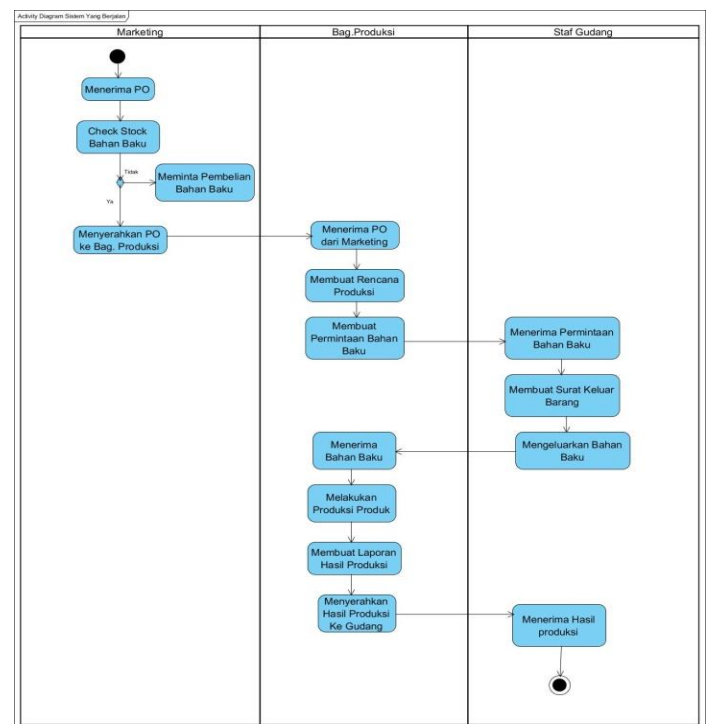 Activity Diagram Sistem Yang Berjalan
Marketing
Bag.Produksi
Staf Gudang
Menerima PO
Check Stock
Bahan Baku
Tidak
Meminta Pembelian
Bahan Baku
Ya
Menyerahkan PO
ke Bag. Produksi
Menerima PO
dari Marketing
Membuat Rencana
Produksi
Membuat
Permintaan Bahan
Baku
Menerima Permintaan
Bahan Baku
Membuat Surat Keluar
Barang
Mengeluarkan Bahan
Baku
Menerima
Bahan Baku
Melakukan
Produksi Produk
Membuat Laporan
Hasil Produksi
Menyerahkan
Hasil Produksi
Ke Gudang
Menerima Hasil
produksi